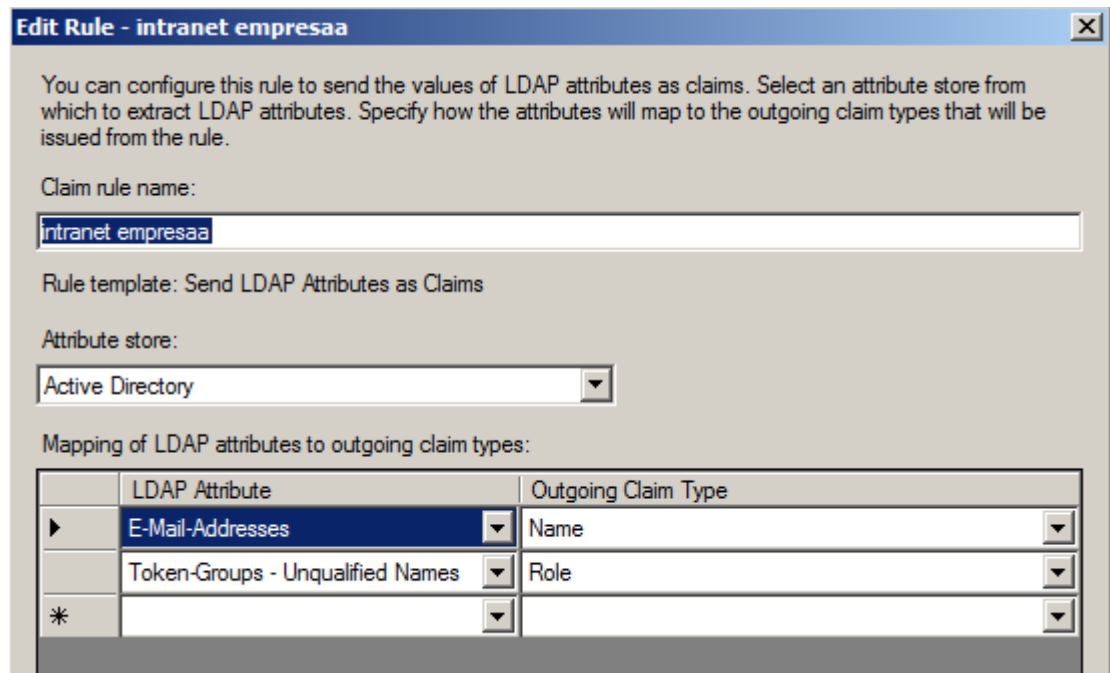 Edit Rule - intranet empresaa
You can configure this rule to send the values of LDAP attributes as claims. Select an attribute store from
which to extract LDAP attributes. Specify how the attributes will map to the outgoing claim types that will be
issued from the rule.
Claim rule name:
intranet empresaa
Rule template: Send LDAP Attributes as Claims
Attribute store:
Active Directory
Mapping of LDAP attributes to outgoing claim types:
LDAP Attribute Outgoing Claim Type
E-Mail-Addresses Name
Token-Groups - Unqualified Names Role